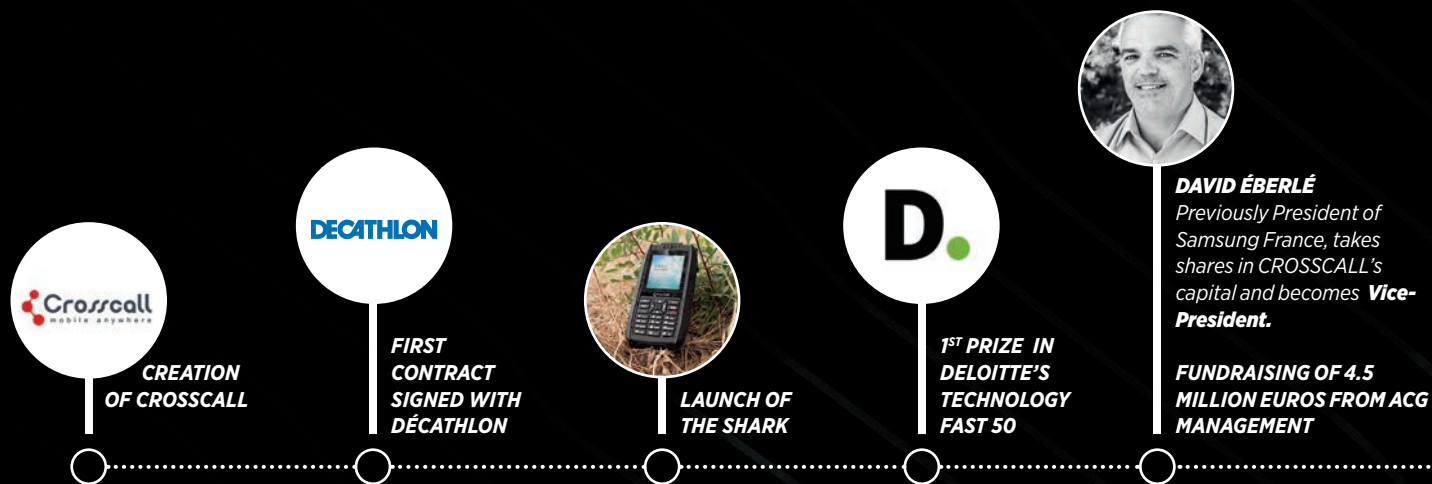 Crosscall
mobile anywhere
CREATION
OF CROSSCALL
DECATHLON
FIRST
CONTRACT
SIGNED WITH
DÉCATHLON
LAUNCH OF
THE SHARK
D.
1ST PRIZE IN
DELOITTE’S
TECHNOLOGY
FAST 50
DAVID ÉBERLÉ
Previously President of
Samsung France, takes
shares in CROSSCALL’s
capital and becomes Vice-
President.
FUNDRAISING OF 4.5
MILLION EUROS FROM ACG
MANAGEMENT